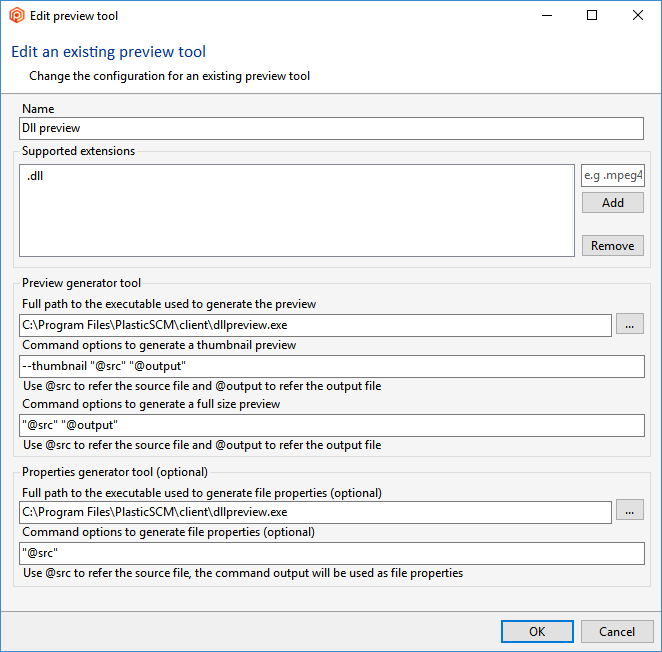 Edit preview tool
Edit an existing preview tool
Change the configuration for an existing preview tool
Name
Dll preview
Supported extensions
.dll
e.g .mpeg4
Add
Remove
Preview generator tool
Full path to the executable used to generate the preview
C:\Program Files\PlasticSCM\client\dllpreview.exe
...
Command options to generate a thumbnail preview
--thumbnail "@src" "@output"
Use @src to refer the source file and @output to refer the output file
Command options to generate a full size preview
"@src" "@output"
Use @src to refer the source file and @output to refer the output file
Properties generator tool (optional)
Full path to the executable used to generate file properties (optional)
C:\Program Files\PlasticSCM\client\dllpreview.exe
...
Command options to generate file properties (optional)
"@src"
Use @src to refer the source file, the command output will be used as file properties
OK
Cancel